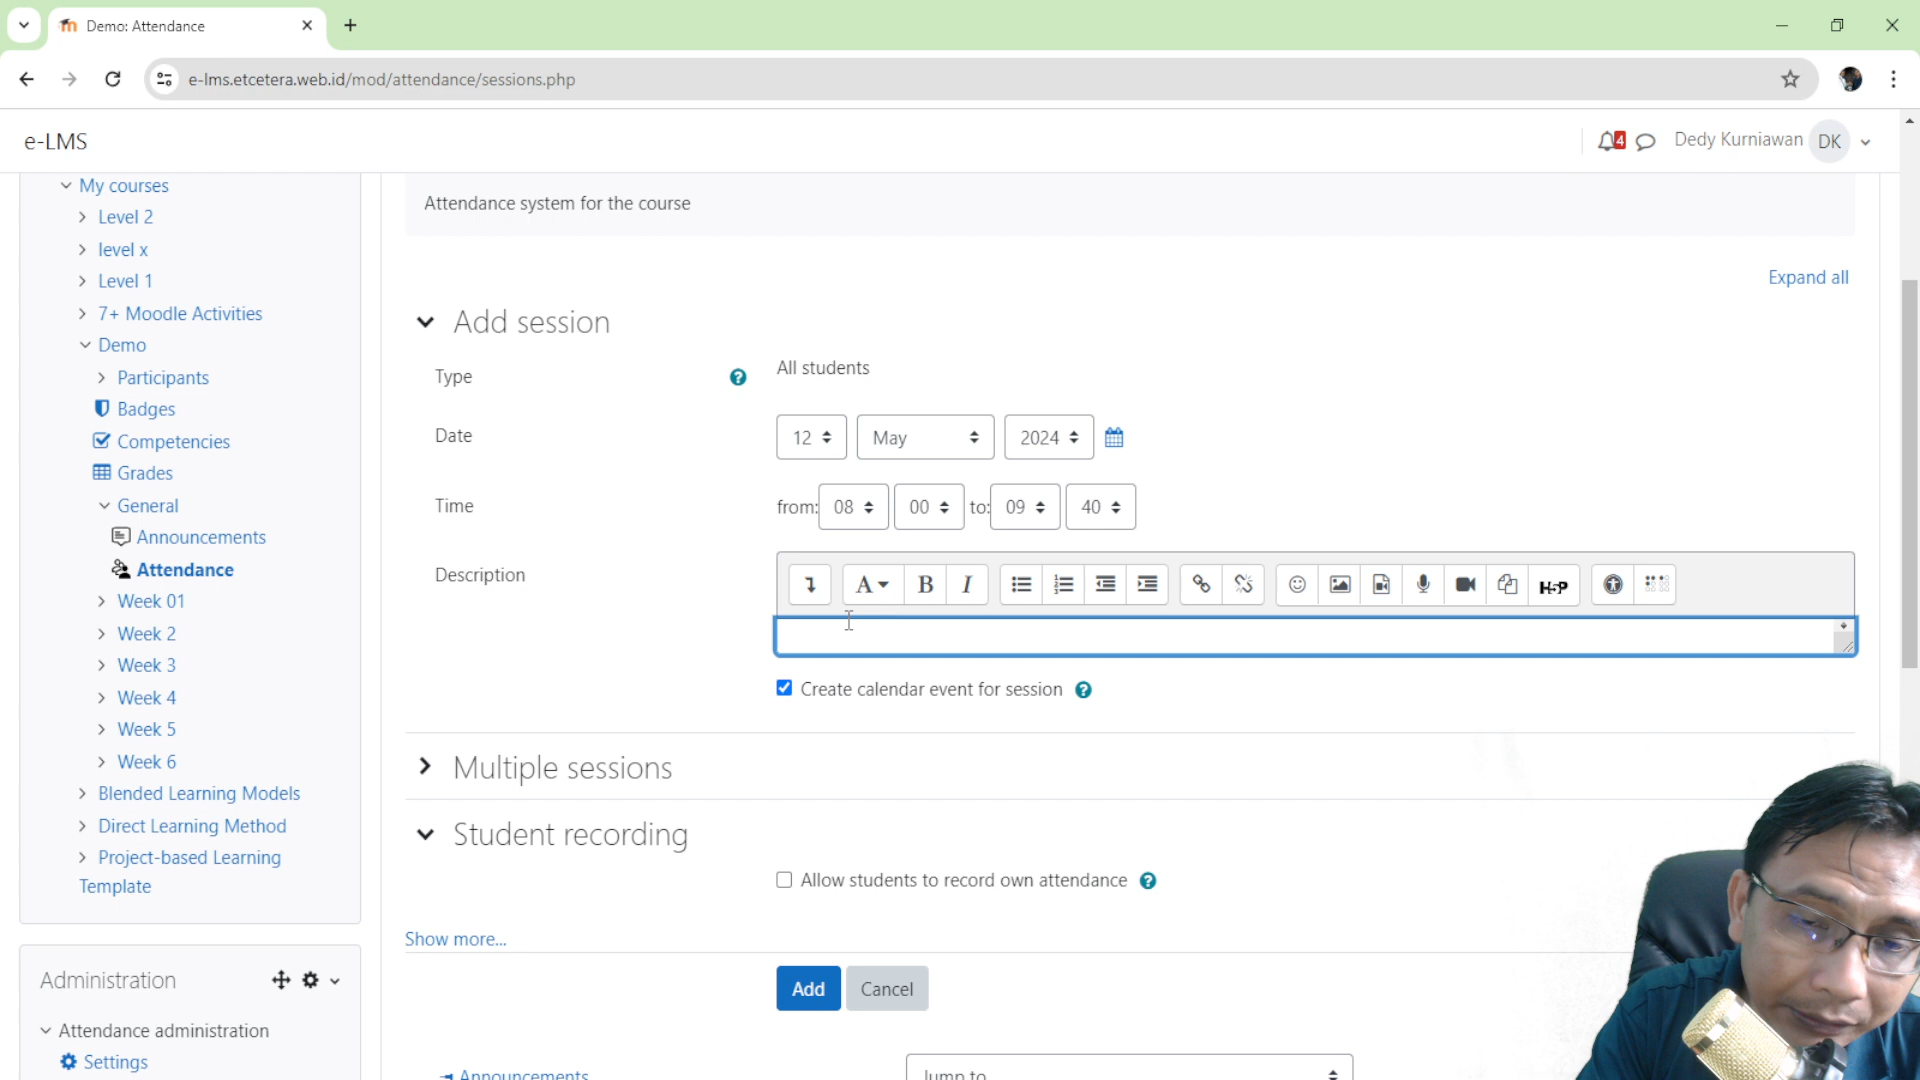 Demo: Attendance
e-lms.etcetera.web.id/mod/attendance/sessions.php
e-LMS
4
Dedy Kurniawan
DK
My courses
Level 2
level x
Level 1
7+ Moodle Activities
Demo
Participants
Badges
Competencies
Grades
General
Announcements
Attendance
Week 01
Week 2
Week 3
Week 4
Week 5
Week 6
Blended Learning Models
Direct Learning Method
Project-based Learning
Template
Administration
Attendance administration
Settings
Attendance system for the course
Expand all
Add session
Type
All students
Date
12 May 2024
Time
from: 08 00 to: 09 40
Description
A B I H-P
Create calendar event for session
Multiple sessions
Student recording
Allow students to record own attendance
Show more...
Add Cancel
Announcements
Jump to